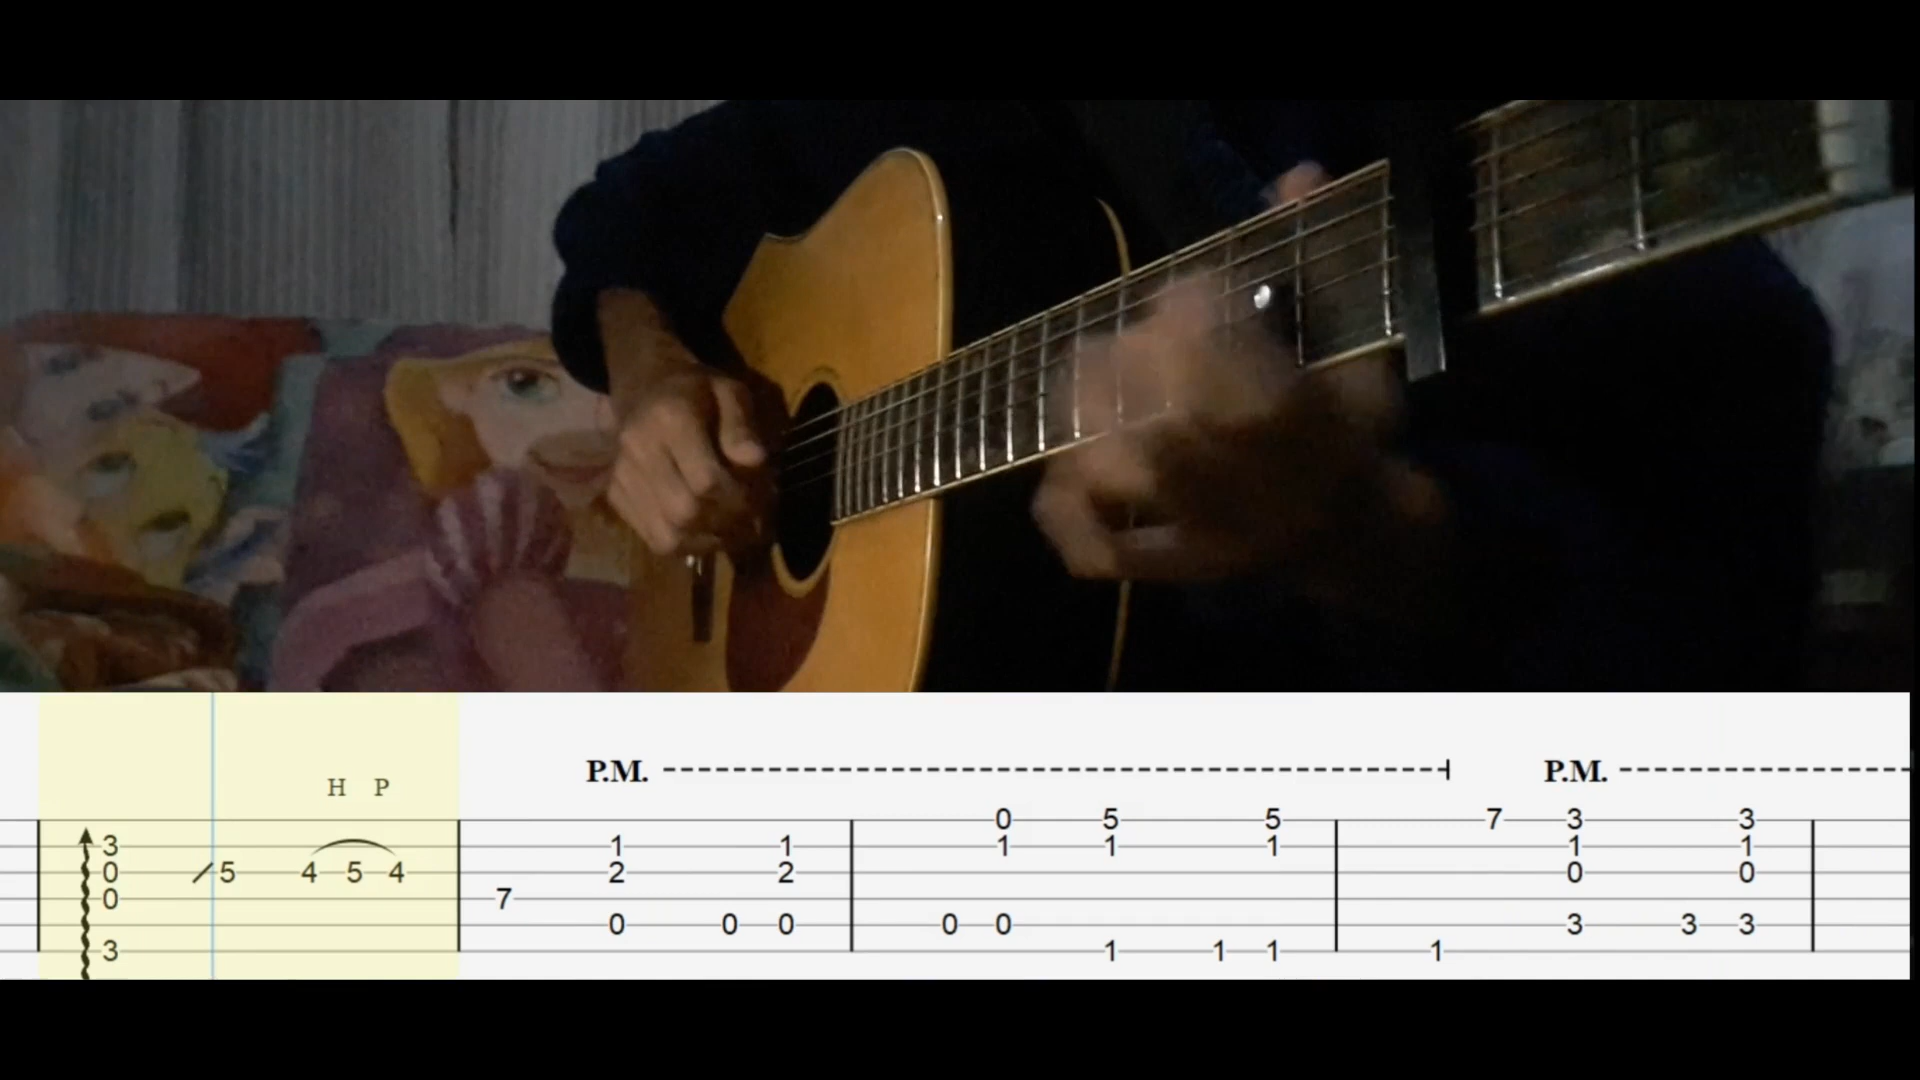 H P
P.M. P.M.
0 5 5 7 3 3
3 1 1 1 1 1 1 1
0 5 4 5 4 2 2 0 0
0 7
0 0 0 0 0 3 3 3
3 1 1 1 1